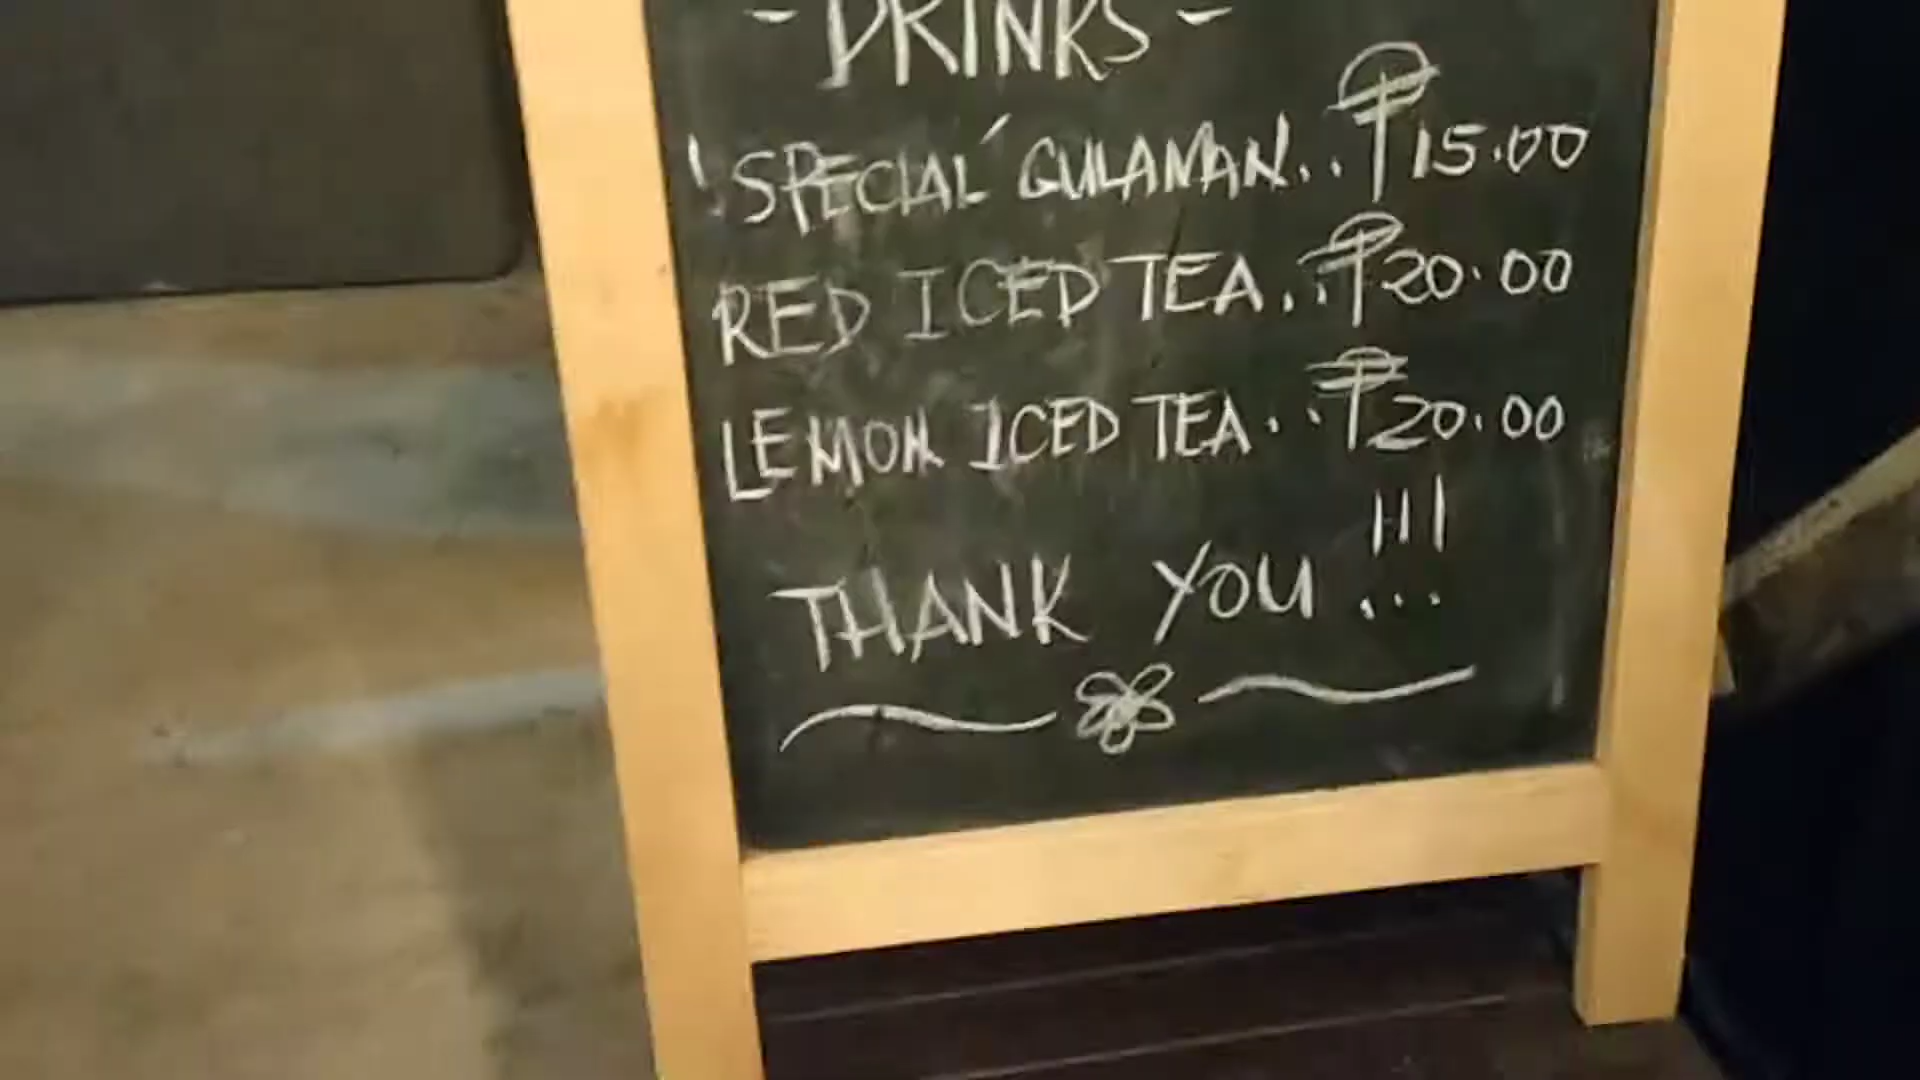 - DRINKS -
'SPECIAL' GULAMAN..₱15.00
RED ICED TEA..₱20.00
LEMON ICED TEA..₱20.00
THANK YOU!!!